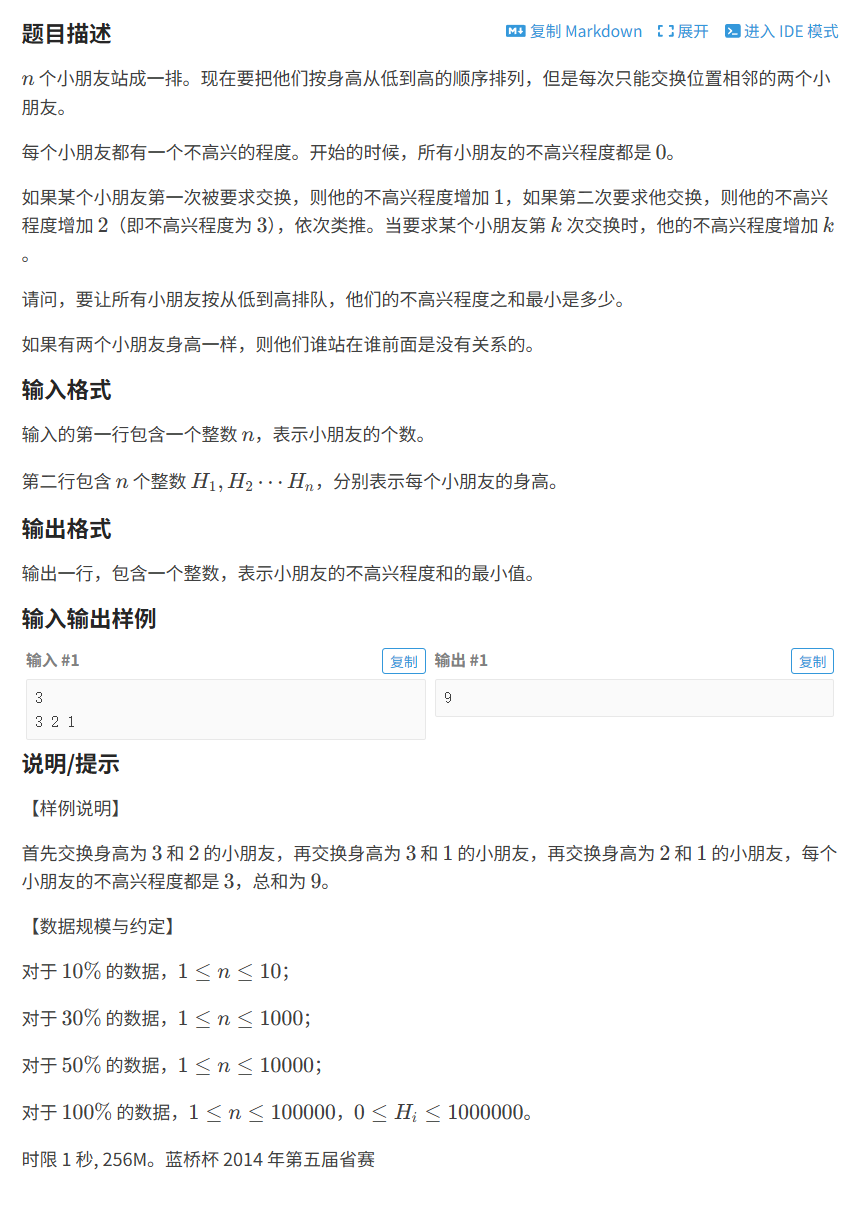 题目描述
复制 Markdown 展开 进入 IDE 模式
n 个小朋友站成一排。现在要把他们按身高从低到高的顺序排列，但是每次只能交换位置相邻的两个小
朋友。
每个小朋友都有一个不高兴的程度。开始的时候，所有小朋友的不高兴程度都是 0。
如果某个小朋友第一次被要求交换，则他的不高兴程度增加 1，如果第二次要求他交换，则他的不高兴
程度增加 2（即不高兴程度为 3），依次类推。当要求某个小朋友第 k 次交换时，他的不高兴程度增加 k
。
请问，要让所有小朋友按从低到高排队，他们的不高兴程度之和最小是多少。
如果有两个小朋友身高一样，则他们谁站在谁前面是没有关系的。
输入格式
输入的第一行包含一个整数 n，表示小朋友的个数。
第二行包含 n 个整数 H₁, H₂ ⋯ Hₙ，分别表示每个小朋友的身高。
输出格式
输出一行，包含一个整数，表示小朋友的不高兴程度和的最小值。
输入输出样例
输入 #1
复制
3
3 2 1
输出 #1
复制
9
说明/提示
【样例说明】
首先交换身高为 3 和 2 的小朋友，再交换身高为 3 和 1 的小朋友，再交换身高为 2 和 1 的小朋友，每个
小朋友的不高兴程度都是 3，总和为 9。
【数据规模与约定】
对于 10% 的数据，1 ≤ n ≤ 10；
对于 30% 的数据，1 ≤ n ≤ 1000；
对于 50% 的数据，1 ≤ n ≤ 10000；
对于 100% 的数据，1 ≤ n ≤ 100000，0 ≤ Hᵢ ≤ 1000000。
时限 1 秒, 256M。蓝桥杯 2014 年第五届省赛